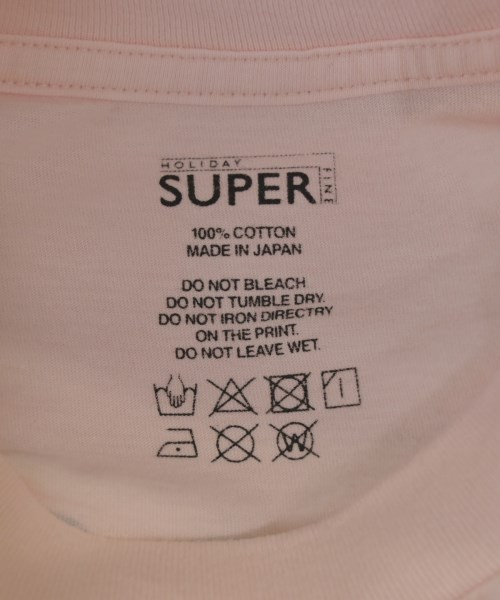 HOLIDAY
SUPER
FINE
100% COTTON
MADE IN JAPAN
DO NOT BLEACH.
DO NOT TUMBLE DRY.
DO NOT IRON DIRECTRY
ON THE PRINT.
DO NOT LEAVE WET.
W